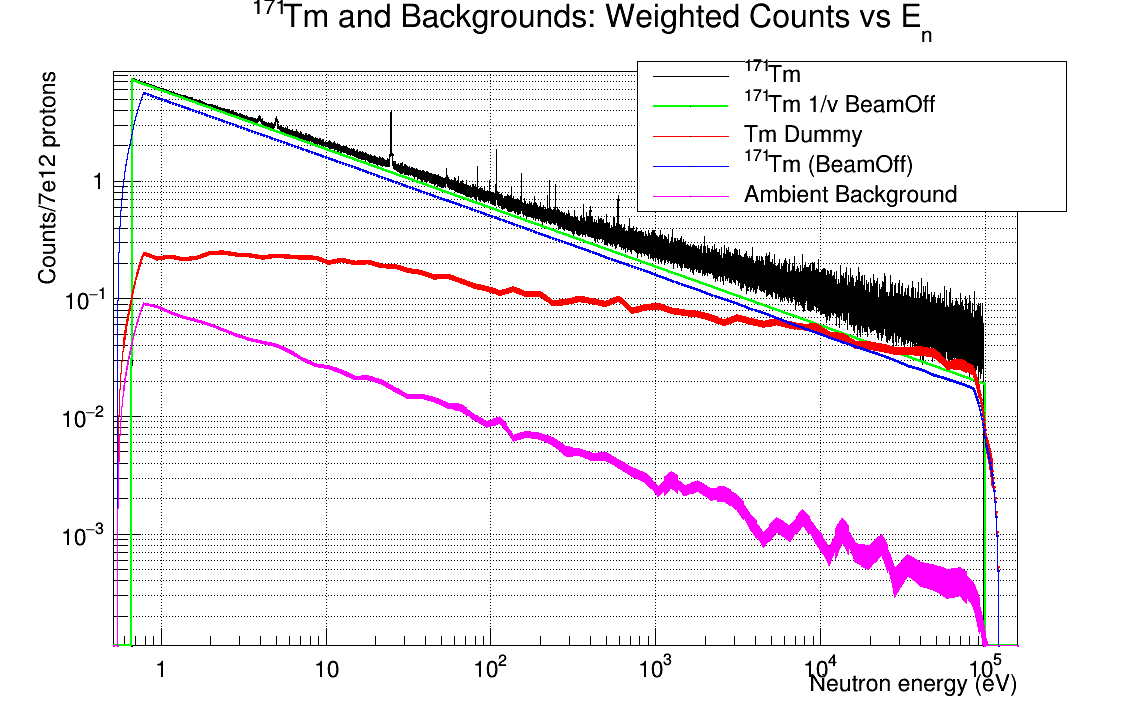 ¹⁷¹Tm and Backgrounds: Weighted Counts vs Eₙ
Counts/7e12 protons
¹⁷¹Tm
¹⁷¹Tm 1/v BeamOff
Tm Dummy
¹⁷¹Tm (BeamOff)
Ambient Background
1
10⁻¹
10⁻²
10⁻³
1 10 10² 10³ 10⁴ 10⁵
Neutron energy (eV)